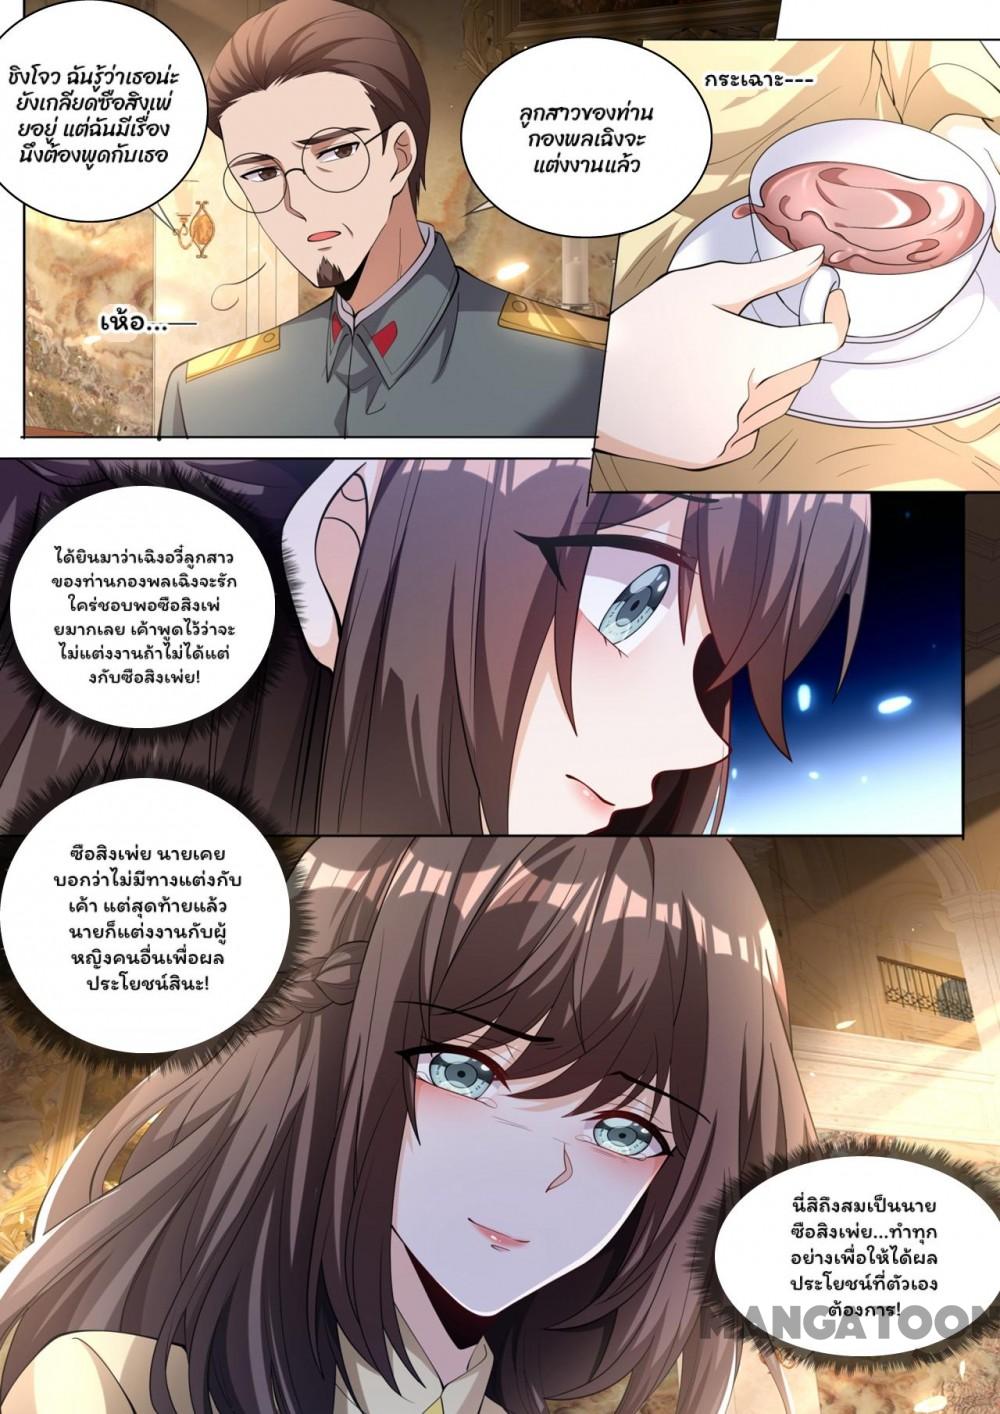 ชิงโจว ฉันรู้ว่าเธอน่ะ
ยังเกลียดซือสิงเพ่
ยอยู่ แต่ฉันมีเรื่อง
นึงต้องพูดกับเธอ
เห้อ...—
ลูกสาวของท่าน
กองพลเฉิงจะ
แต่งงานแล้ว
กระเฉาะ---
ได้ยินมาว่าเฉิงอวี๋ลูกสาว
ของท่านกองพลเฉิงจะรัก
ใคร่ชอบพอซือสิงเพ่
ยมากเลย เค้าพูดไว้ว่าจะ
ไม่แต่งงานถ้าไม่ได้แต่
งกับซือสิงเพ่ย!
ซือสิงเพ่ย นายเคย
บอกว่าไม่มีทางแต่งกับ
เค้า แต่สุดท้ายแล้ว
นายก็แต่งงานกับผู้
หญิงคนอื่นเพื่อผล
ประโยชน์สินะ!
นี่สิถึงสมเป็นนาย
ซือสิงเพ่ย...ทำทุก
อย่างเพื่อให้ได้ผล
ประโยชน์ที่ตัวเอง
ต้องการ!
MANGATOON